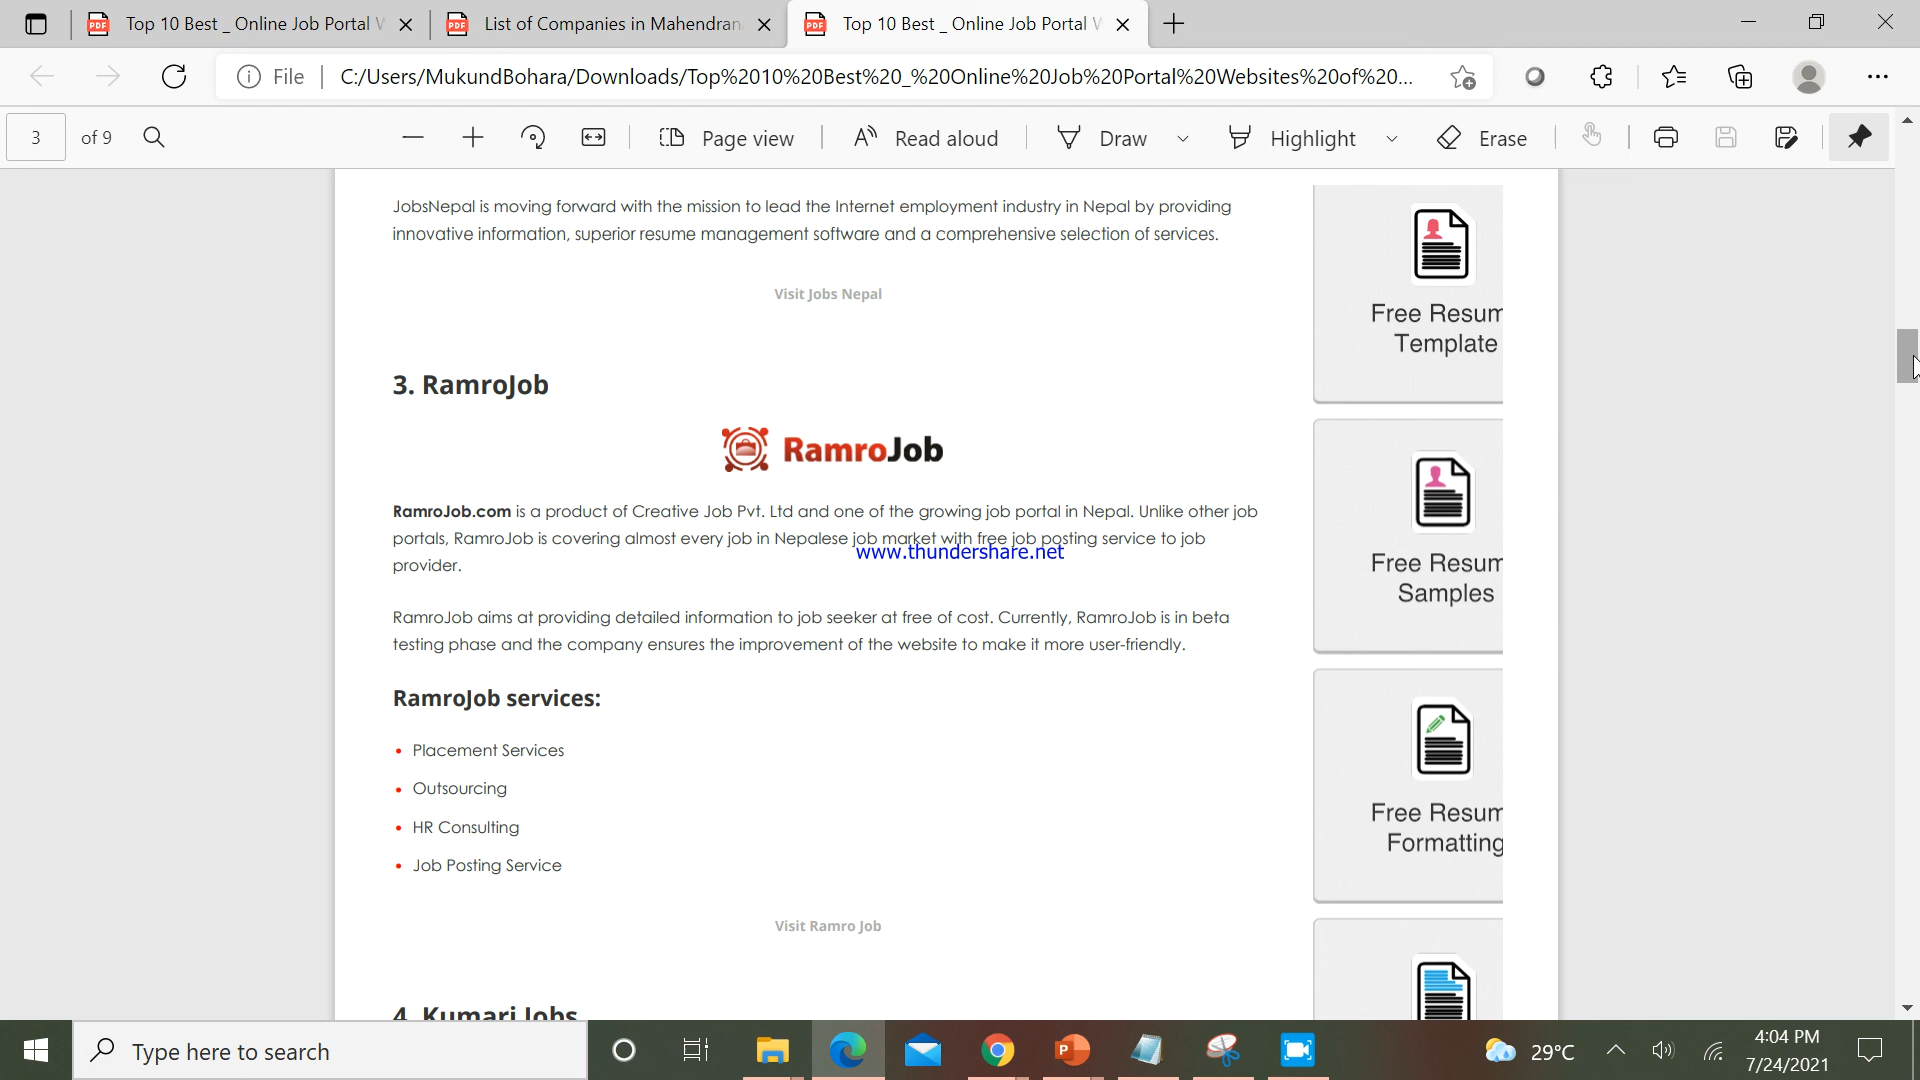 Top 10 Best _ Online Job Portal W
List of Companies in Mahendran
Top 10 Best _ Online Job Portal W
File
C:/Users/MukundBohara/Downloads/Top%2010%20Best%20_%20Online%20Job%20Portal%20Websites%20of%20...
3 of 9
Page view
Read aloud
Draw
Highlight
Erase
JobsNepal is moving forward with the mission to lead the Internet employment industry in Nepal by providing
innovative information, superior resume management software and a comprehensive selection of services.
Visit Jobs Nepal
3. RamroJob
RamroJob
RamroJob.com is a product of Creative Job Pvt. Ltd and one of the growing job portal in Nepal. Unlike other job
portals, RamroJob is covering almost every job in Nepalese job market with free job posting service to job
provider.
www.thundershare.net
RamroJob aims at providing detailed information to job seeker at free of cost. Currently, RamroJob is in beta
testing phase and the company ensures the improvement of the website to make it more user-friendly.
RamroJob services:
• Placement Services
• Outsourcing
• HR Consulting
• Job Posting Service
Visit Ramro Job
4. Kumari Jobs
Free Resum
Template
Free Resum
Samples
Free Resum
Formatting
Type here to search
29°C
4:04 PM
7/24/2021